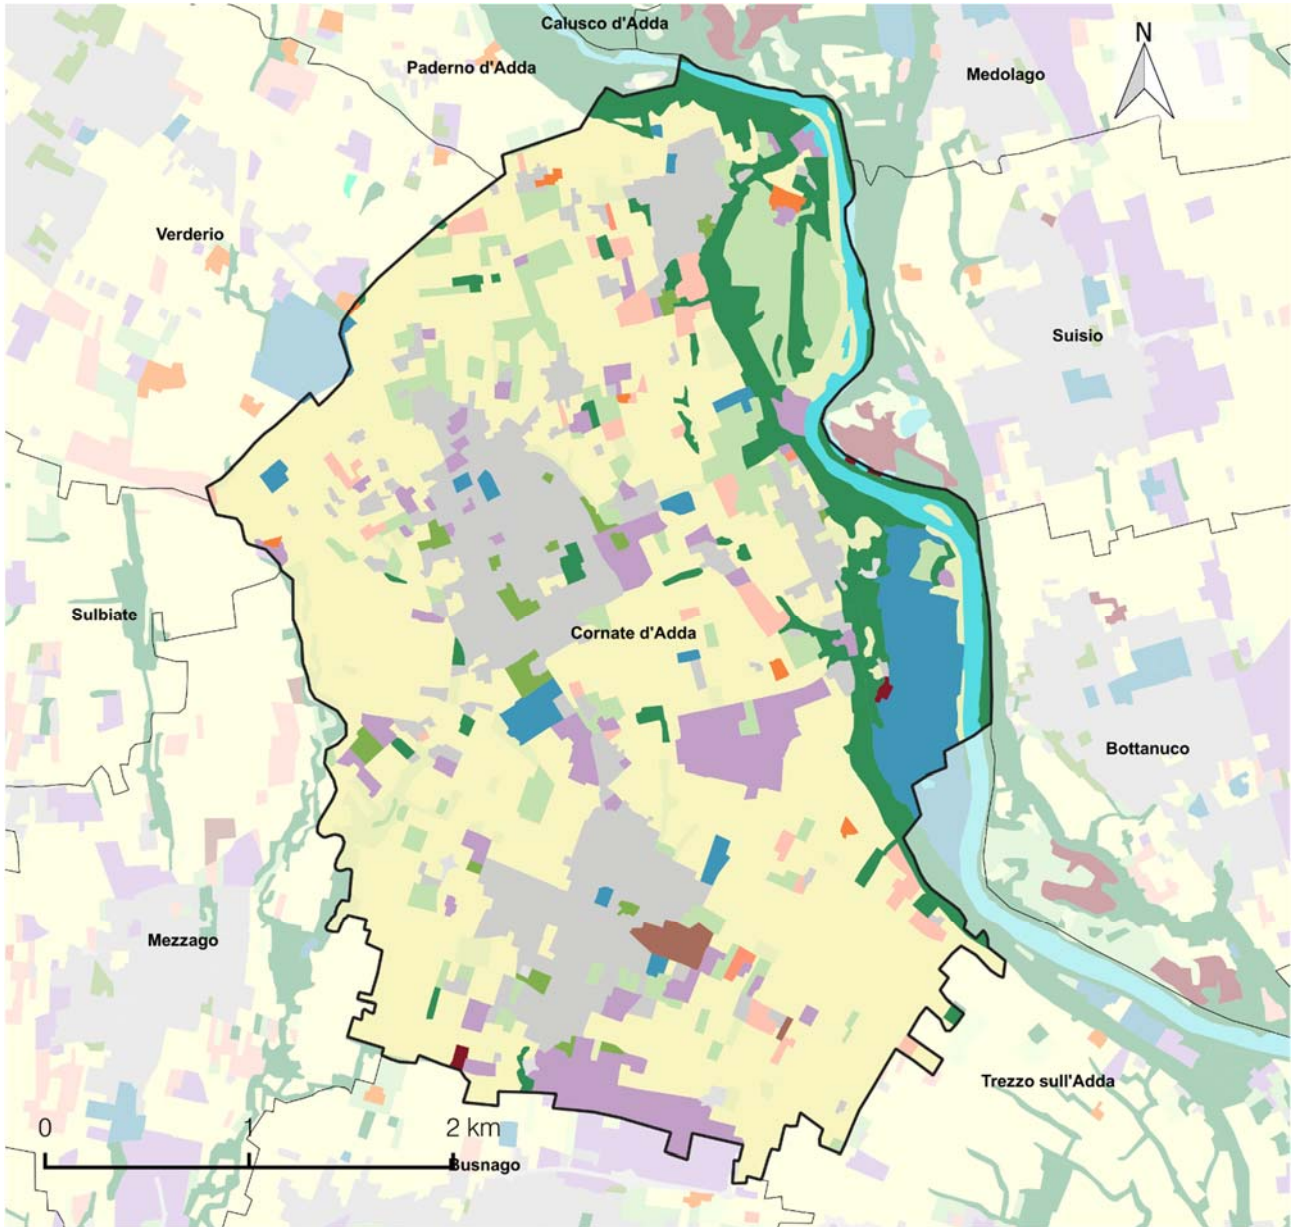 Calusco d'Adda
N
Paderno d'Adda
Medolago
Verderio
Suisio
Sulbiate
Cornate d'Adda
Bottanuco
Mezzago
Trezzo sull'Adda
0
1
2 km
Busnago